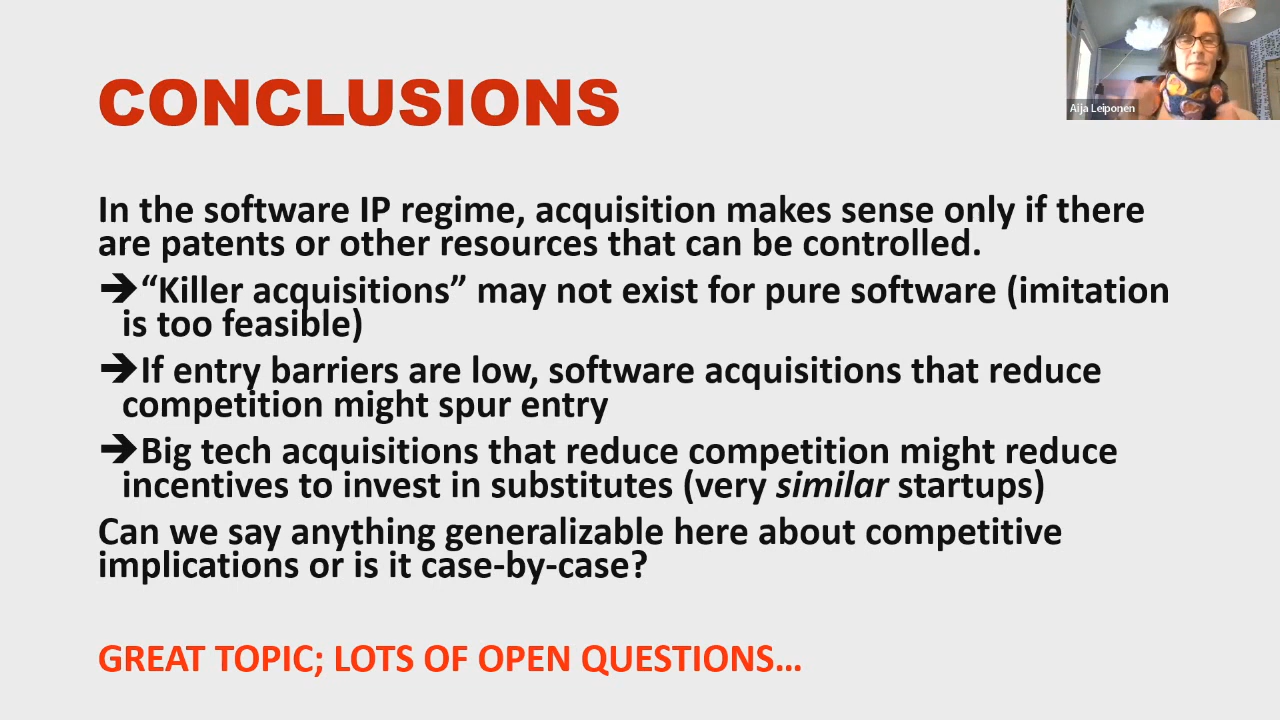 CONCLUSIONS
Aija Leiponen
In the software IP regime, acquisition makes sense only if there
are patents or other resources that can be controlled.
➔“Killer acquisitions” may not exist for pure software (imitation
is too feasible)
➔If entry barriers are low, software acquisitions that reduce
competition might spur entry
➔Big tech acquisitions that reduce competition might reduce
incentives to invest in substitutes (very similar startups)
Can we say anything generalizable here about competitive
implications or is it case-by-case?
GREAT TOPIC; LOTS OF OPEN QUESTIONS…